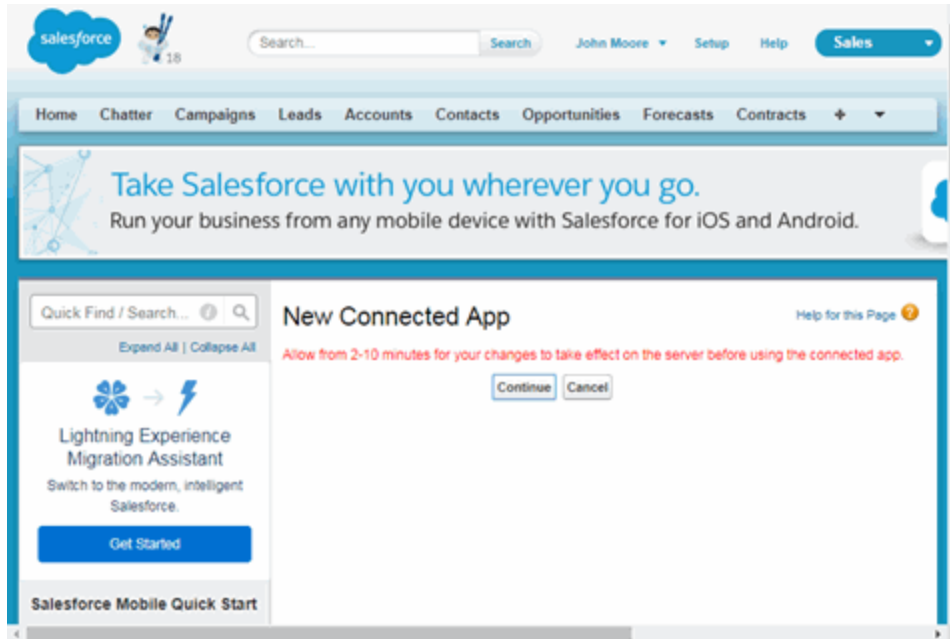 salesforce
18
Search...
Search
John Moore
Setup
Help
Sales
Home Chatter Campaigns Leads Accounts Contacts Opportunities Forecasts Contracts +
Take Salesforce with you wherever you go.
Run your business from any mobile device with Salesforce for iOS and Android.
Quick Find / Search...
Expand All | Collapse All
Lightning Experience
Migration Assistant
Switch to the modern, intelligent
Salesforce.
Get Started
Salesforce Mobile Quick Start
New Connected App
Help for this Page ?
Allow from 2-10 minutes for your changes to take effect on the server before using the connected app.
Continue Cancel